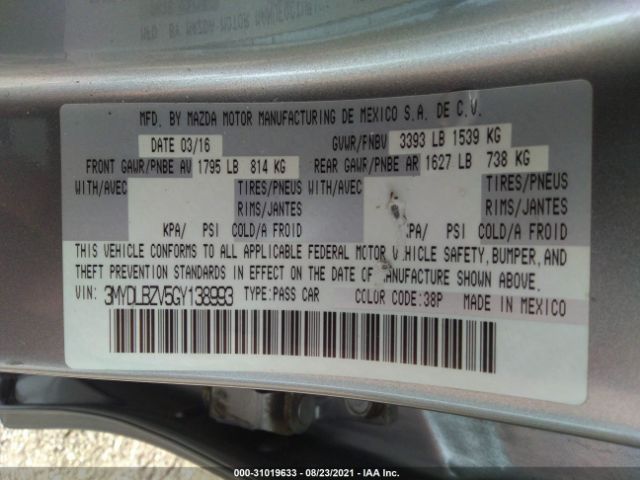 MFD. BY MAZDA MOTOR MANUFACTURING DE MEXICO S.A. DE C.V.
DATE 03/16 GVWR/PNBV 3393 LB 1539 KG
FRONT GAWR/PNBE AV 1795 LB 814 KG REAR GAWR/PNBE AR 1627 LB 738 KG
WITH/AVEC TIRES/PNEUS WITH/AVEC TIRES/PNEUS
RIMS/JANTES RIMS/JANTES
KPA/ PSI COLD/A FROID KPA/ PSI COLD/A FROID
THIS VEHICLE CONFORMS TO ALL APPLICABLE FEDERAL MOTOR VEHICLE SAFETY, BUMPER, AND
THEFT PREVENTION STANDARDS IN EFFECT ON THE DATE OF MANUFACTURE SHOWN ABOVE.
VIN: 3MYDLBZV5GY138993 TYPE:PASS CAR COLOR CODE:38P MADE IN MEXICO
000-31019633 - 08/23/2021 - IAA Inc.